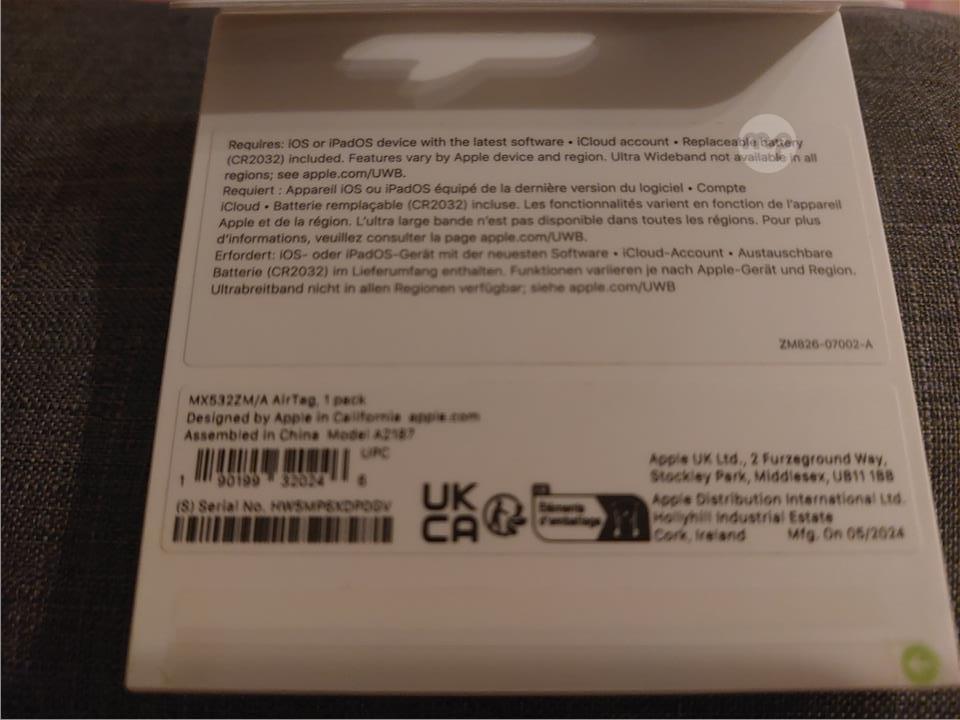 Requires: iOS or iPadOS device with the latest software • iCloud account • Replaceable battery
(CR2032) included. Features vary by Apple device and region. Ultra Wideband not available in all
regions; see apple.com/UWB.
Requiert : Appareil iOS ou iPadOS équipé de la dernière version du logiciel • Compte
iCloud • Batterie remplaçable (CR2032) incluse. Les fonctionnalités varient en fonction de l'appareil
Apple et de la région. L'ultra large bande n'est pas disponible dans toutes les régions. Pour plus
d'informations, veuillez consulter la page apple.com/UWB.
Erfordert: iOS- oder iPadOS-Gerät mit der neuesten Software • iCloud-Account • Austauschbare
Batterie (CR2032) im Lieferumfang enthalten. Funktionen variieren je nach Apple-Gerät und Region.
Ultrabreitband nicht in allen Regionen verfügbar; siehe apple.com/UWB
ZM826-07002-A
MX532ZM/A AirTag, 1 pack
Designed by Apple in California apple.com
Assembled in China Model A2187
UPC
1 90199 32024 6
(S) Serial No.
UK
CA
Éléments
d'emballage
Apple UK Ltd., 2 Furzeground Way,
Stockley Park, Middlesex, UB11 1BB
Apple Distribution International Ltd.
Hollyhill Industrial Estate
Cork, Ireland Mfg. On 05/2024